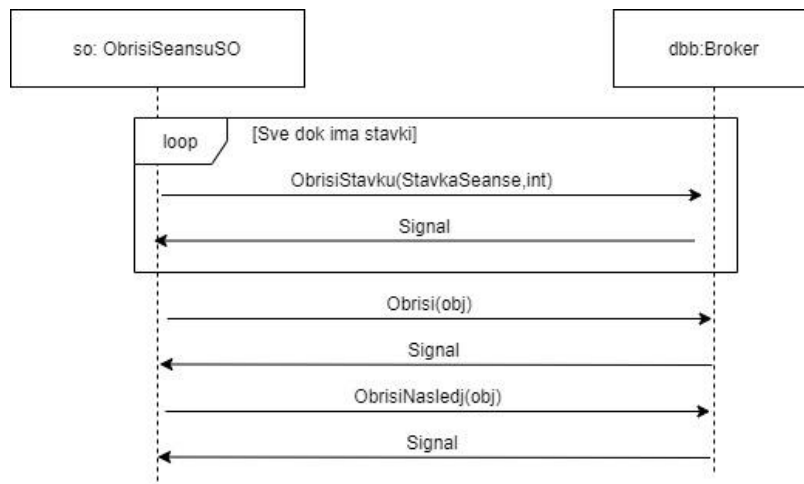 so: ObrisiSeansuSO
dbb:Broker
loop
[Sve dok ima stavki]
ObrisiStavku(StavkaSeanse,int)
Signal
Obrisi(obj)
Signal
ObrisiNasledj(obj)
Signal